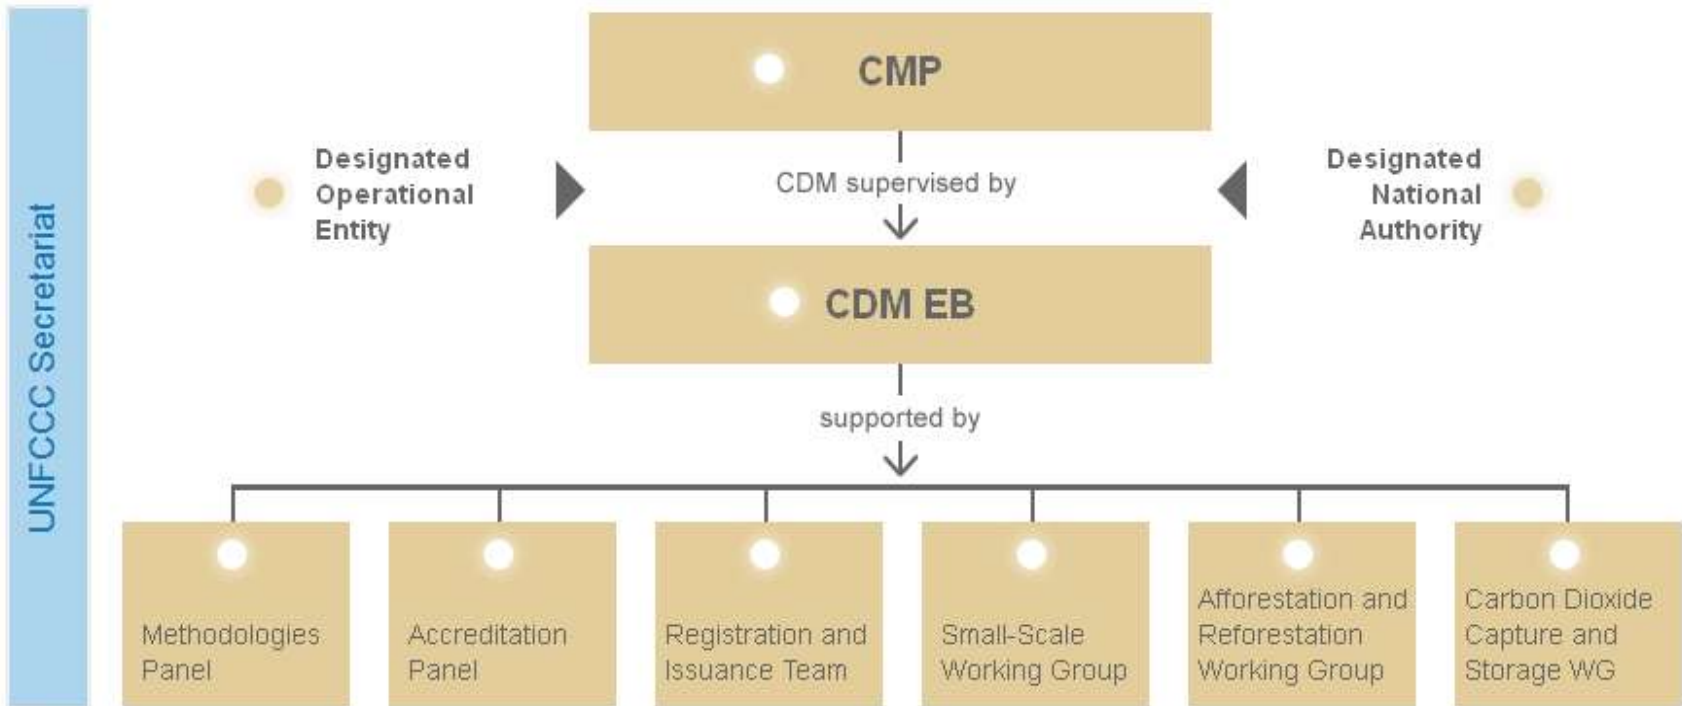 UNFCCC Secretariat
CMP
Designated
Operational
Entity
CDM supervised by
Designated
National
Authority
CDM EB
supported by
Methodologies
Panel
Accreditation
Panel
Registration and
Issuance Team
Small-Scale
Working Group
Afforestation and
Reforestation
Working Group
Carbon Dioxide
Capture and
Storage WG